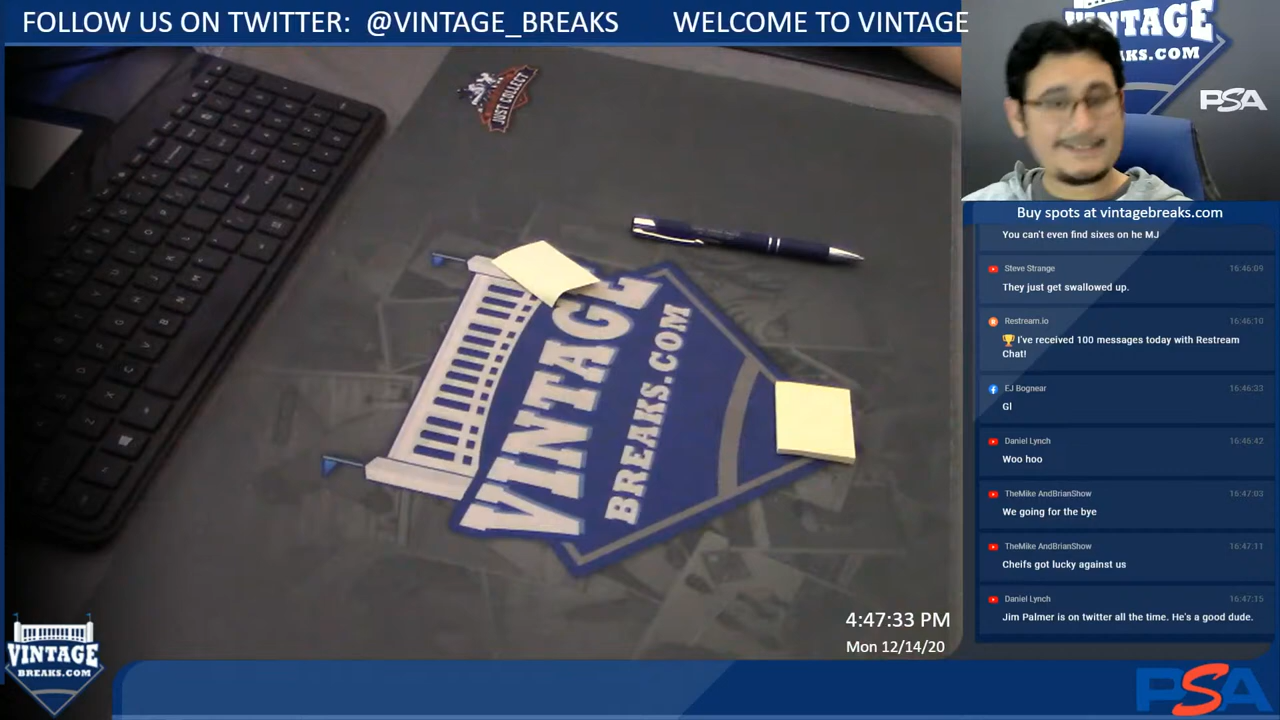 FOLLOW US ON TWITTER: @VINTAGE_BREAKS WELCOME TO VINTAGE
VINTAGE
BREAKS.COM
PSA
JUST COLLECT
VINTAGE
BREAKS.COM
Buy spots at vintagebreaks.com
You can't even find sixes on he MJ
Steve Strange 16:46:09
They just get swallowed up.
Restream.io 16:46:10
🏆 I've received 100 messages today with Restream
Chat!
EJ Bognear 16:46:33
Gl
Daniel Lynch 16:46:42
Woo hoo
TheMike AndBrianShow 16:47:03
We going for the bye
TheMike AndBrianShow 16:47:11
Cheifs got lucky against us
Daniel Lynch 16:47:15
Jim Palmer is on twitter all the time. He's a good dude.
4:47:33 PM
Mon 12/14/20
VINTAGE
BREAKS.COM
PSA